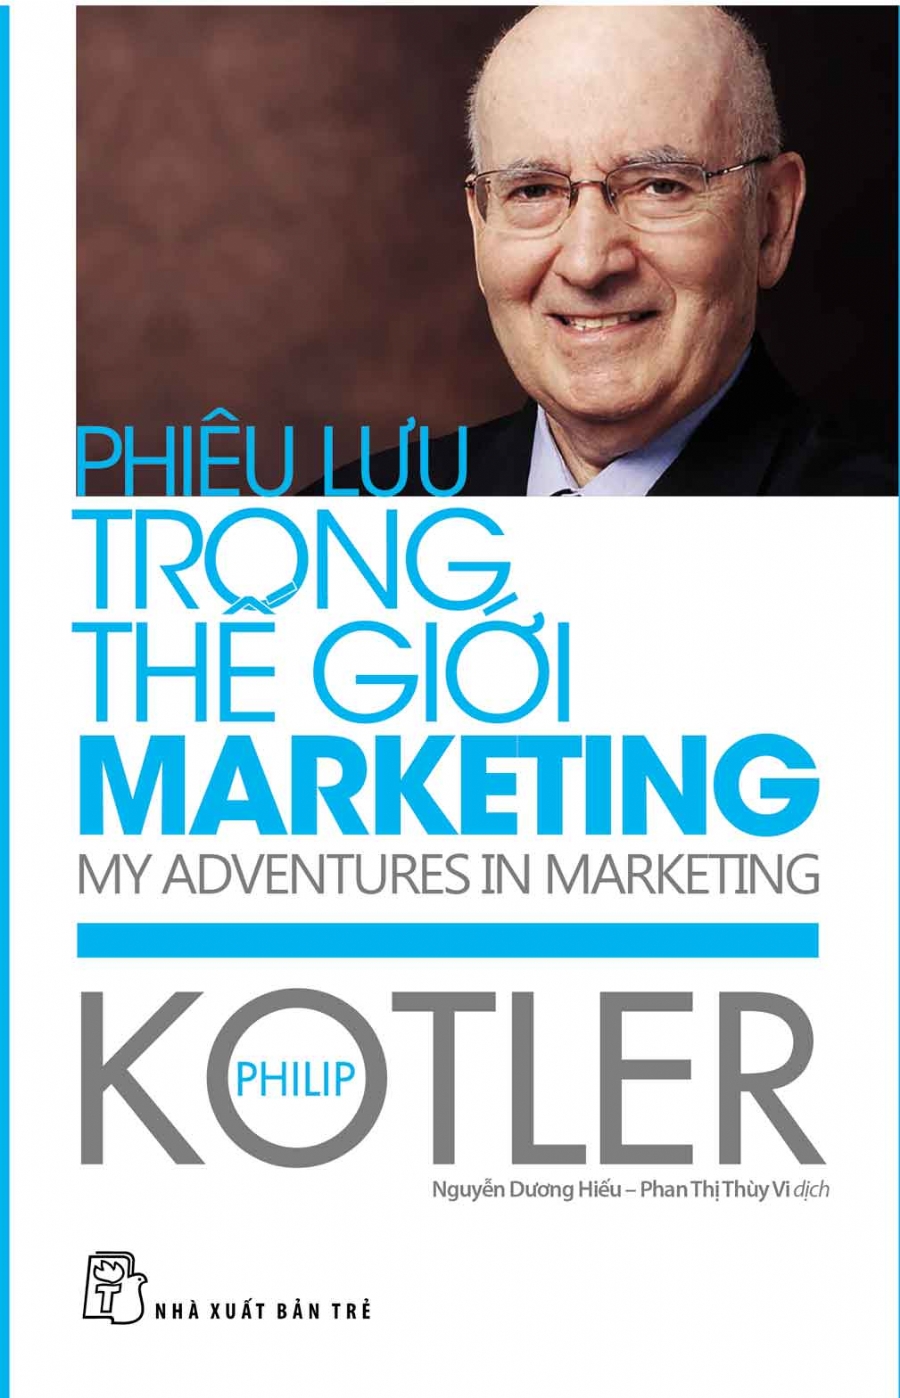 PHIÊU LƯU
TRONG
THẾ GIỚI
MARKETING
MY ADVENTURES IN MARKETING
PHILIP
KOTLER
Nguyễn Dương Hiếu – Phan Thị Thùy Vi dịch
T
NHÀ XUẤT BẢN TRẺ